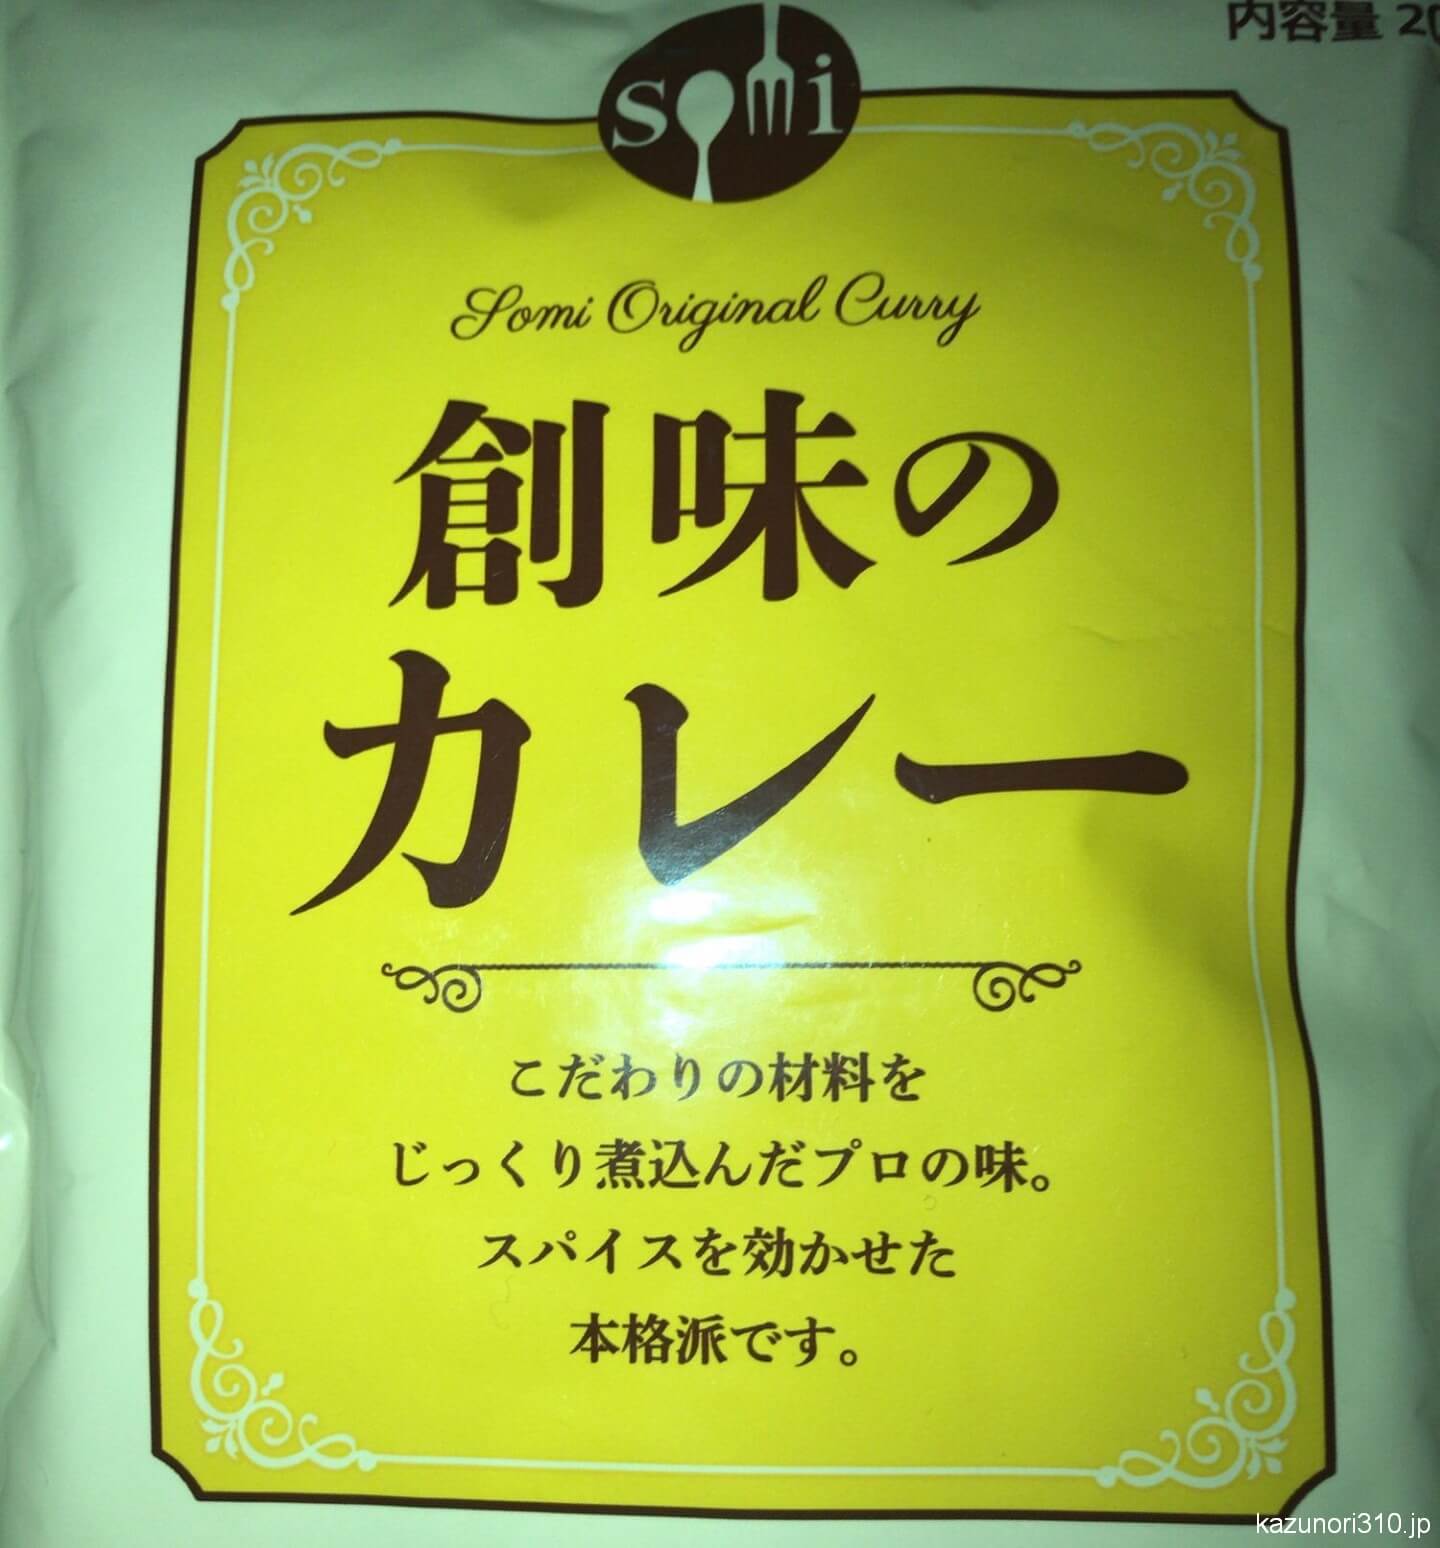 内容量
somi
Somi Original Curry
創味の
カレー
こだわりの材料を
じっくり煮込んだプロの味。
スパイスを効かせた
本格派です。
kazunori310.jp